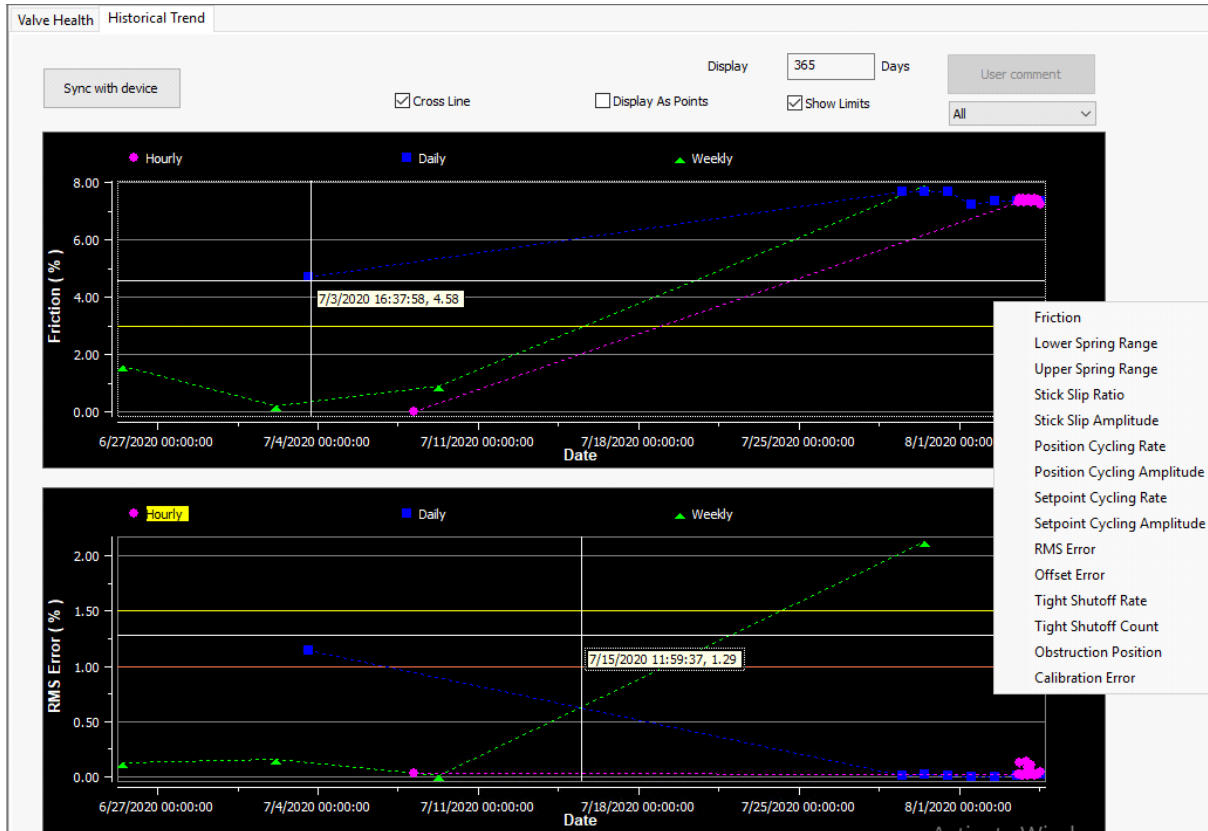 Valve Health Historical Trend
Display 365 Days User comment
Sync with device
Cross Line Display As Points Show Limits
All
Hourly Daily Weekly
8.00
6.00
4.00
2.00
0.00
Friction ( % )
7/3/2020 16:37:58, 4.58
6/27/2020 00:00:00 7/4/2020 00:00:00 7/11/2020 00:00:00 7/18/2020 00:00:00 7/25/2020 00:00:00 8/1/2020 00:00:00
Date
Friction
Lower Spring Range
Upper Spring Range
Stick Slip Ratio
Stick Slip Amplitude
Position Cycling Rate
Position Cycling Amplitude
Setpoint Cycling Rate
Setpoint Cycling Amplitude
RMS Error
Offset Error
Tight Shutoff Rate
Tight Shutoff Count
Obstruction Position
Calibration Error
Hourly Daily Weekly
2.00
1.50
1.00
0.50
0.00
RMS Error ( % )
7/15/2020 11:59:37, 1.29
6/27/2020 00:00:00 7/4/2020 00:00:00 7/11/2020 00:00:00 7/18/2020 00:00:00 7/25/2020 00:00:00 8/1/2020 00:00:00
Date